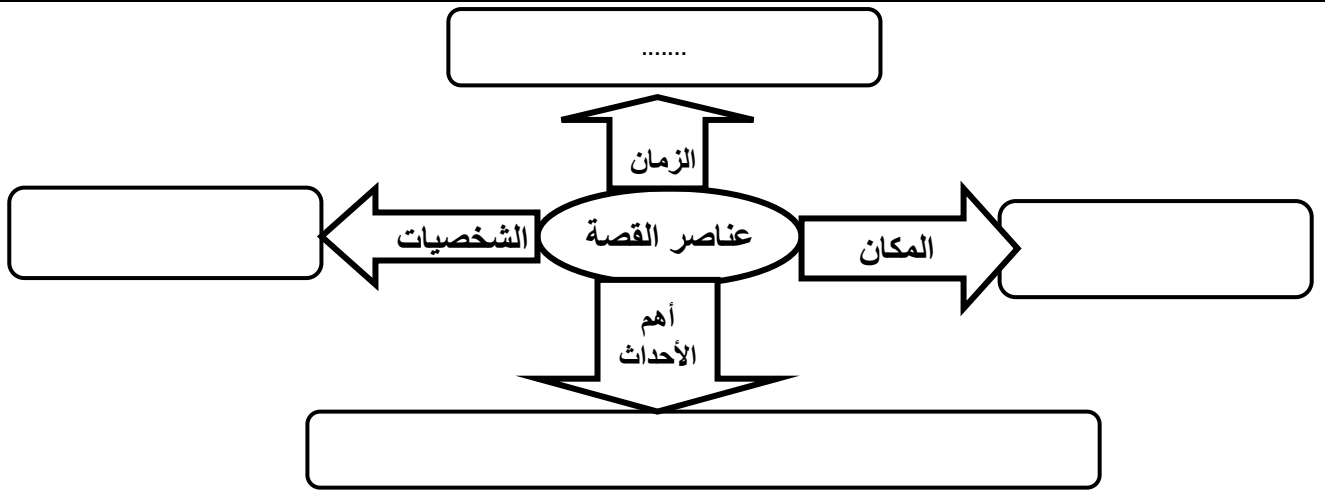 .......
الزمان
المكان
عناصر القصة
الشخصيات
أهم
الأحداث